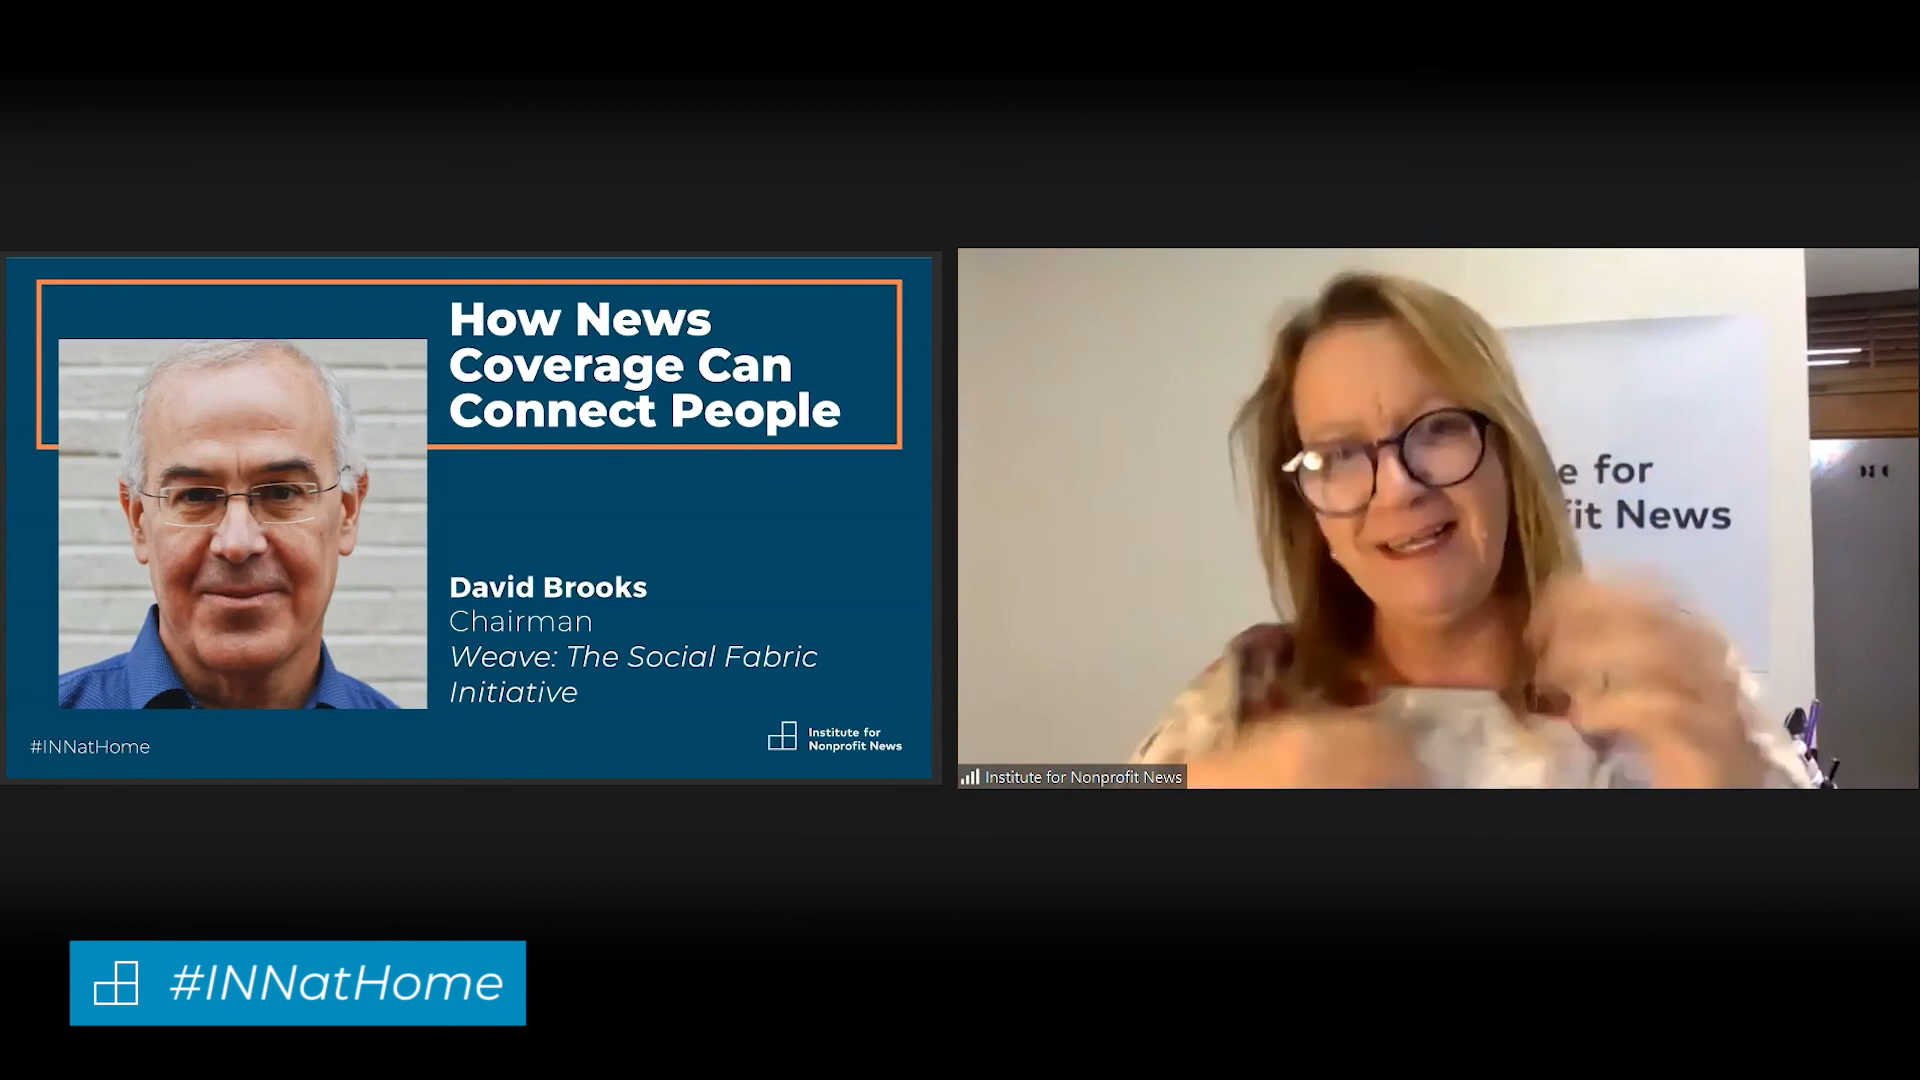 How News
Coverage Can
Connect People
David Brooks
Chairman
Weave: The Social Fabric
Initiative
#INNatHome
Institute for
Nonprofit News
e for
fit News
Institute for Nonprofit News
#INNatHome